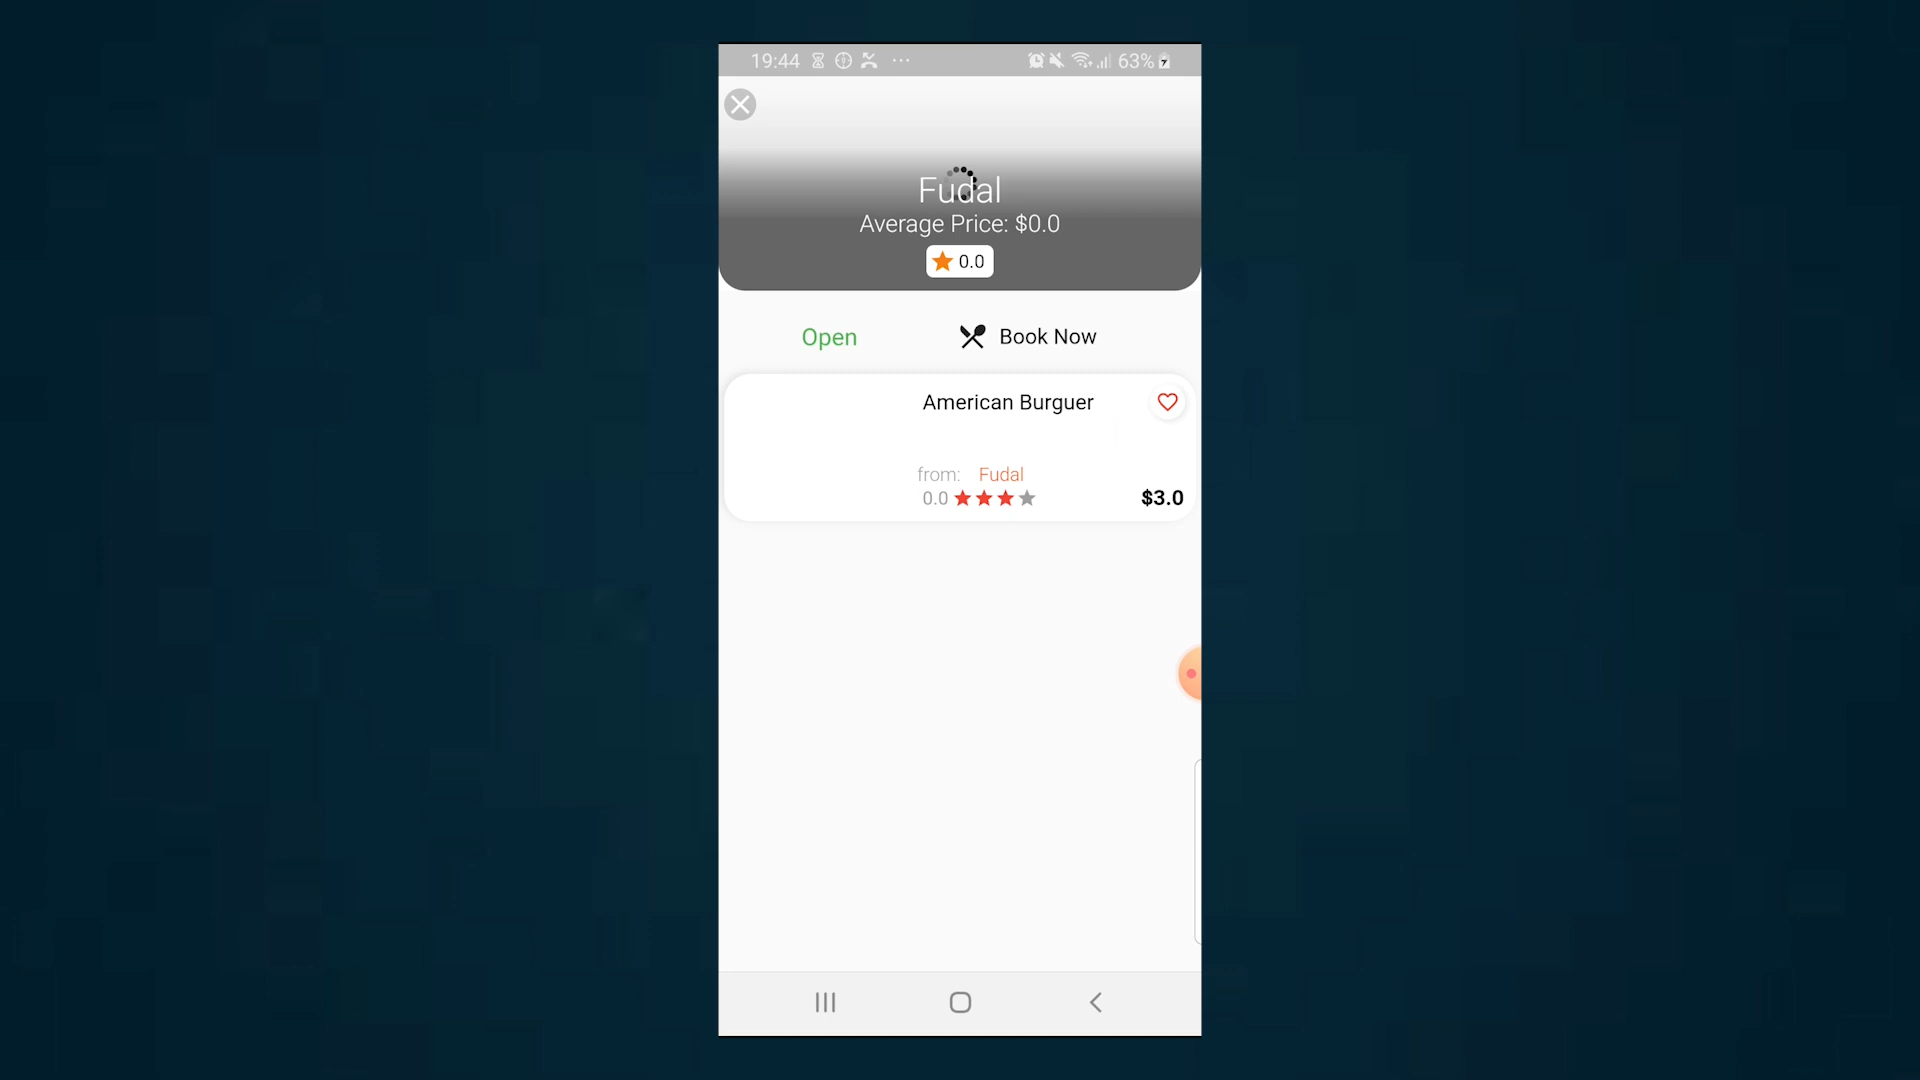 19:44 63%
Fudal
Average Price: $0.0
0.0
Open Book Now
American Burguer
from: Fudal
0.0 $3.0